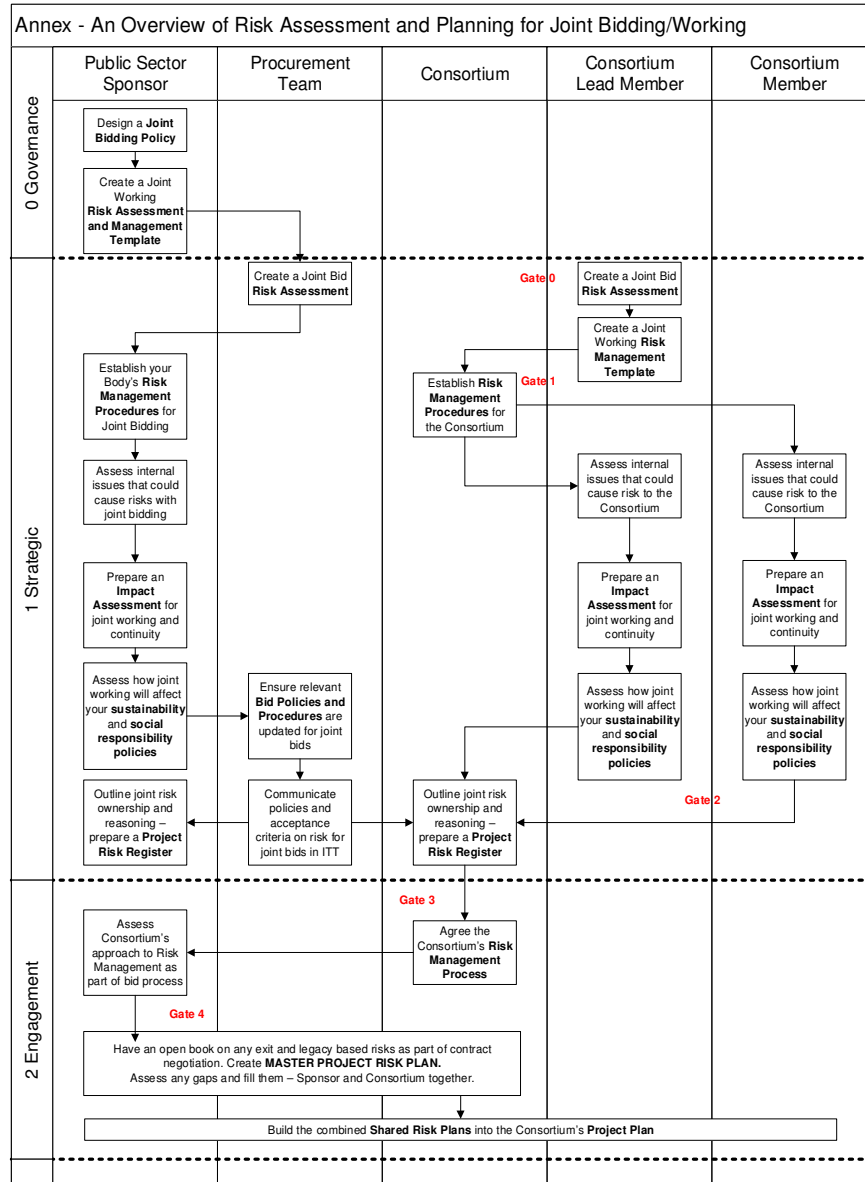 Annex - An Overview of Risk Assessment and Planning for Joint Bidding/Working
Public Sector
Sponsor
Procurement
Team
Consortium
Consortium
Lead Member
Consortium
Member
0 Governance
Design a Joint
Bidding Policy
Create a Joint
Working
Risk Assessment
and Management
Template
1 Strategic
Create a Joint Bid
Risk Assessment
Gate 0
Create a Joint Bid
Risk Assessment
Create a Joint
Working Risk
Management
Template
Establish your
Body's Risk
Management
Procedures for
Joint Bidding
Gate 1
Establish Risk
Management
Procedures for
the Consortium
Assess internal
issues that could
cause risks with
joint bidding
Assess internal
issues that could
cause risk to the
Consortium
Assess internal
issues that could
cause risk to the
Consortium
Prepare an
Impact
Assessment for
joint working and
continuity
Prepare an
Impact
Assessment for
joint working and
continuity
Prepare an
Impact
Assessment for
joint working and
continuity
Assess how joint
working will affect
your sustainability
and social
responsibility
policies
Ensure relevant
Bid Policies and
Procedures are
updated for joint
bids
Assess how joint
working will affect
your sustainability
and social
responsibility
policies
Assess how joint
working will affect
your sustainability
and social
responsibility
policies
Outline joint risk
ownership and
reasoning –
prepare a Project
Risk Register
Communicate
policies and
acceptance
criteria on risk for
joint bids in ITT
Outline joint risk
ownership and
reasoning –
prepare a Project
Risk Register
Gate 2
2 Engagement
Gate 3
Assess
Consortium's
approach to Risk
Management as
part of bid process
Agree the
Consortium's Risk
Management
Process
Gate 4
Have an open book on any exit and legacy based risks as part of contract
negotiation. Create MASTER PROJECT RISK PLAN.
Assess any gaps and fill them – Sponsor and Consortium together.
Build the combined Shared Risk Plans into the Consortium's Project Plan